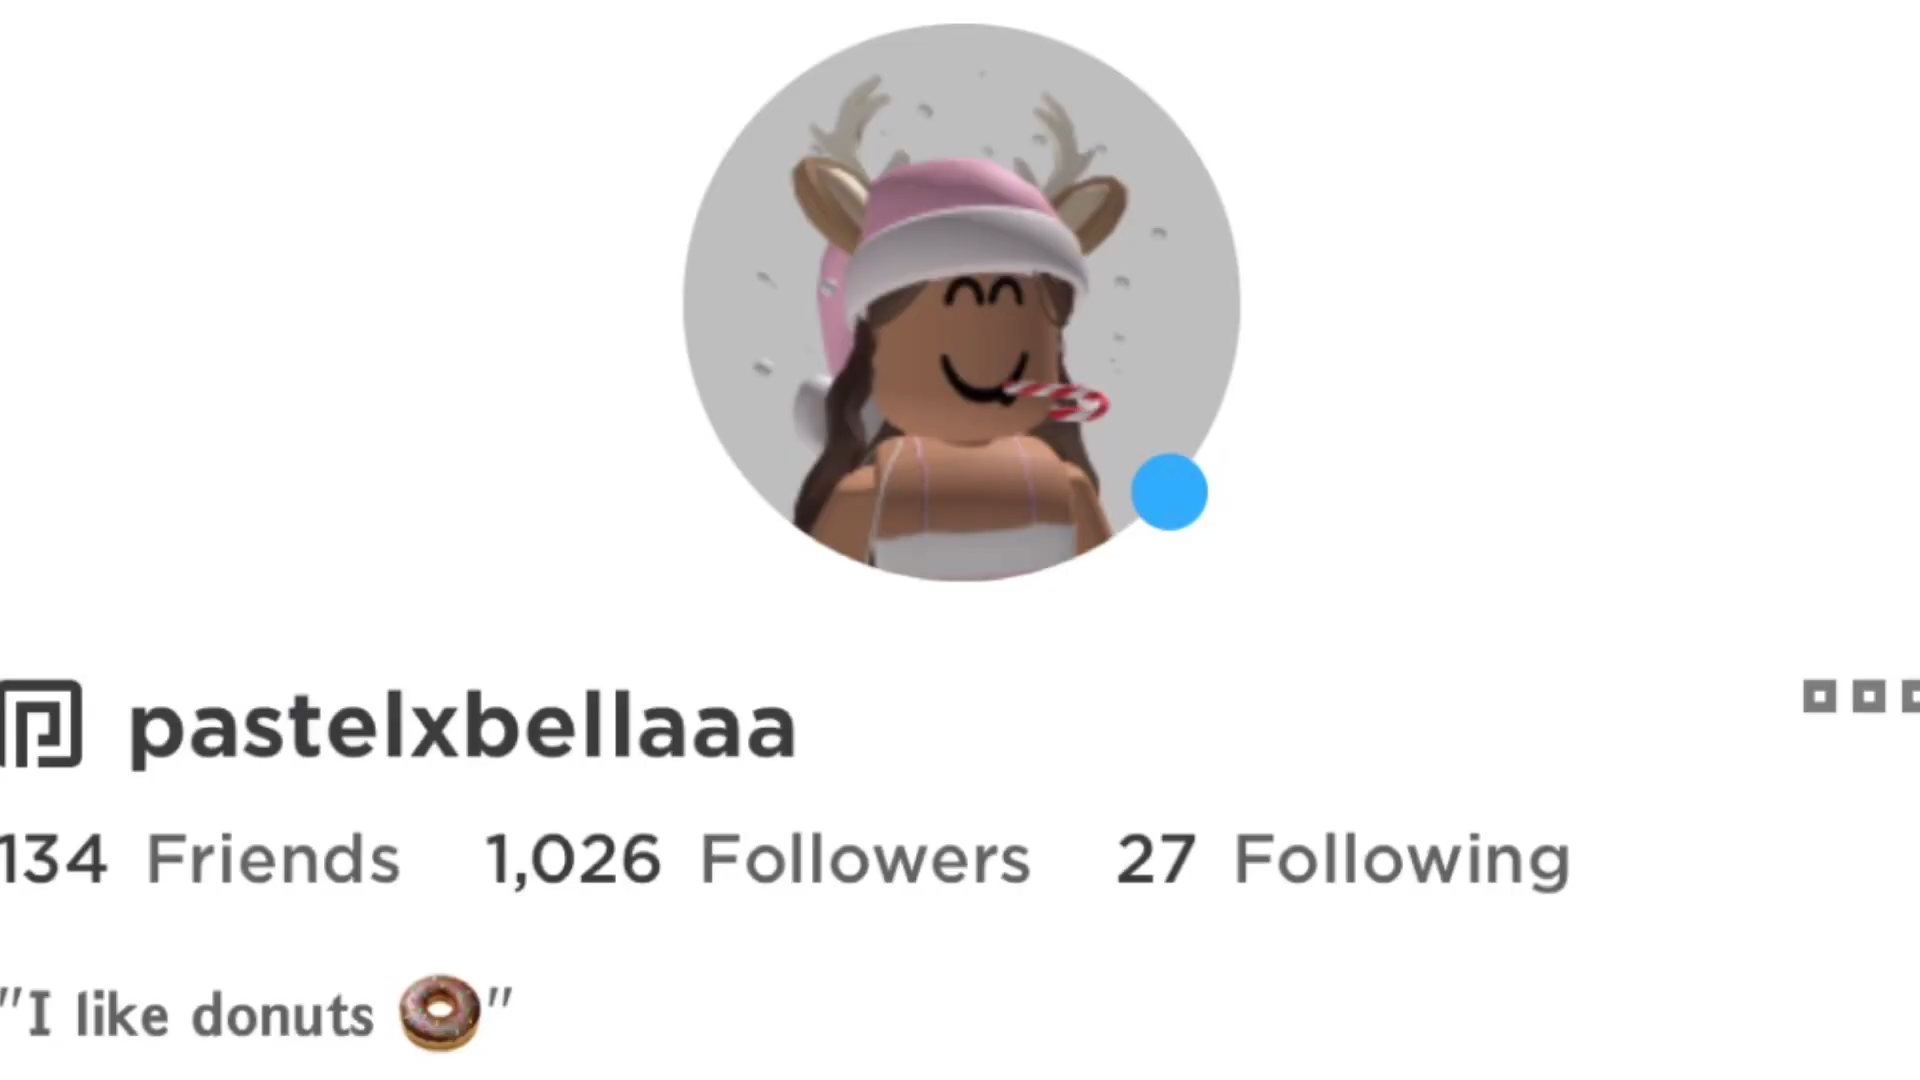 pastelxbellaaa
134 Friends 1,026 Followers 27 Following
"I like donuts 🍩"